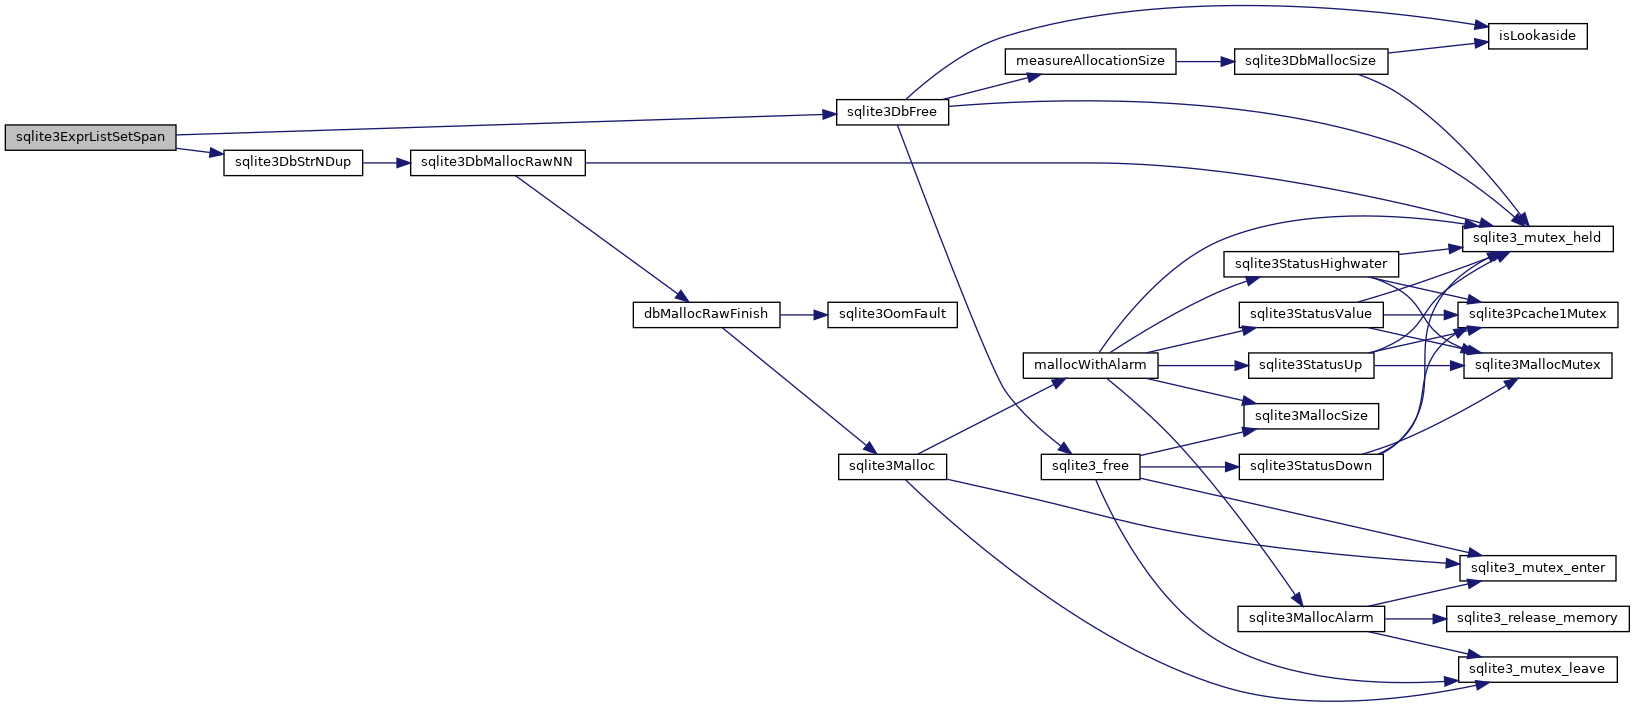 isLookaside
measureAllocationSize
sqlite3DbMallocSize
sqlite3DbFree
sqlite3ExprListSetSpan
sqlite3DbStrNDup
sqlite3DbMallocRawNN
sqlite3_mutex_held
sqlite3StatusHighwater
dbMallocRawFinish
sqlite3OomFault
sqlite3StatusValue
sqlite3Pcache1Mutex
mallocWithAlarm
sqlite3StatusUp
sqlite3MallocMutex
sqlite3MallocSize
sqlite3Malloc
sqlite3_free
sqlite3StatusDown
sqlite3_mutex_enter
sqlite3MallocAlarm
sqlite3_release_memory
sqlite3_mutex_leave